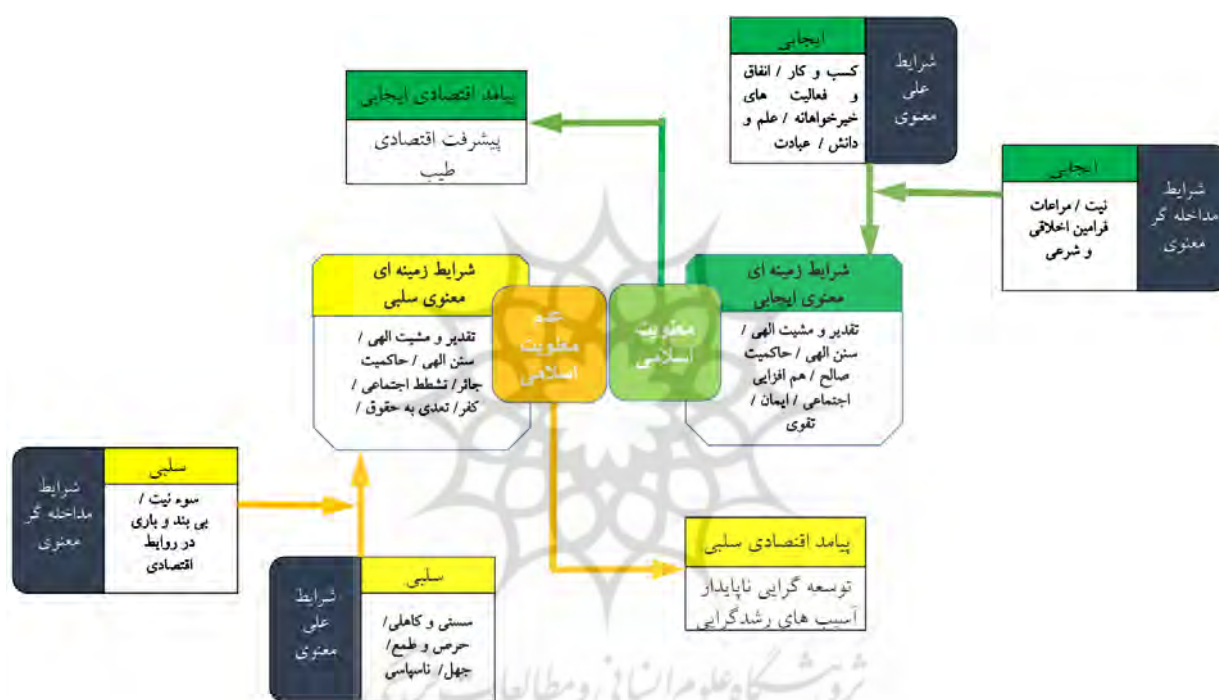 ایجابی
کسب و کار / انفاق
و فعالیت های
خیرخواهانه / علم و
دانش / عبادت
شرایط
علی
معنوی
پیامد اقتصادی ایجابی
پیشرفت اقتصادی
طیب
ایجابی
نیت / مراعات
فرامین اخلاقی
و شرعی
شرایط
مداخله گر
معنوی
شرایط زمینه ای
معنوی ایجابی
تقدیر و مشیت الهی /
سنن الهی / حاکمیت
صالح / هم افزایی
اجتماعی / ایمان /
تقوی
معنویت
اسلامی
عدم
معنویت
اسلامی
شرایط زمینه ای
معنوی سلبی
تقدیر و مشیت الهی /
سنن الهی / حاکمیت
جائر / تشطط اجتماعی /
کفر / تعدی به حقوق /
سلبی
سوء نیت /
بی بند و باری
در روابط
اقتصادی
شرایط
مداخله گر
معنوی
سلبی
سستی و کاهلی /
حرص و طمع /
جهل / ناسپاسی
شرایط
علی
معنوی
پیامد اقتصادی سلبی
توسعه گرایی ناپایدار
آسیب های رشدگرایی
پژوهشگاه علوم انسانی و مطالعات فرهنگی